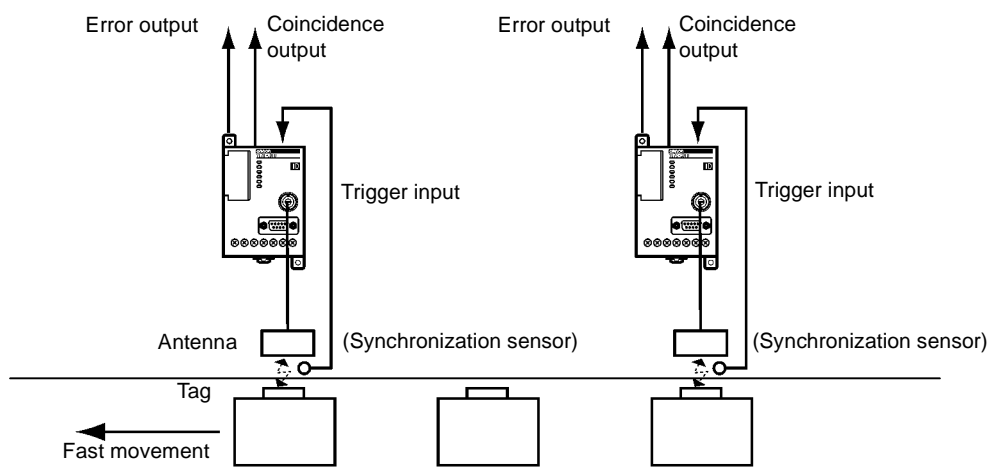 Error output
Coincidence
output
Error output
Coincidence
output
Trigger input
Trigger input
Antenna
(Synchronization sensor)
(Synchronization sensor)
Tag
Fast movement